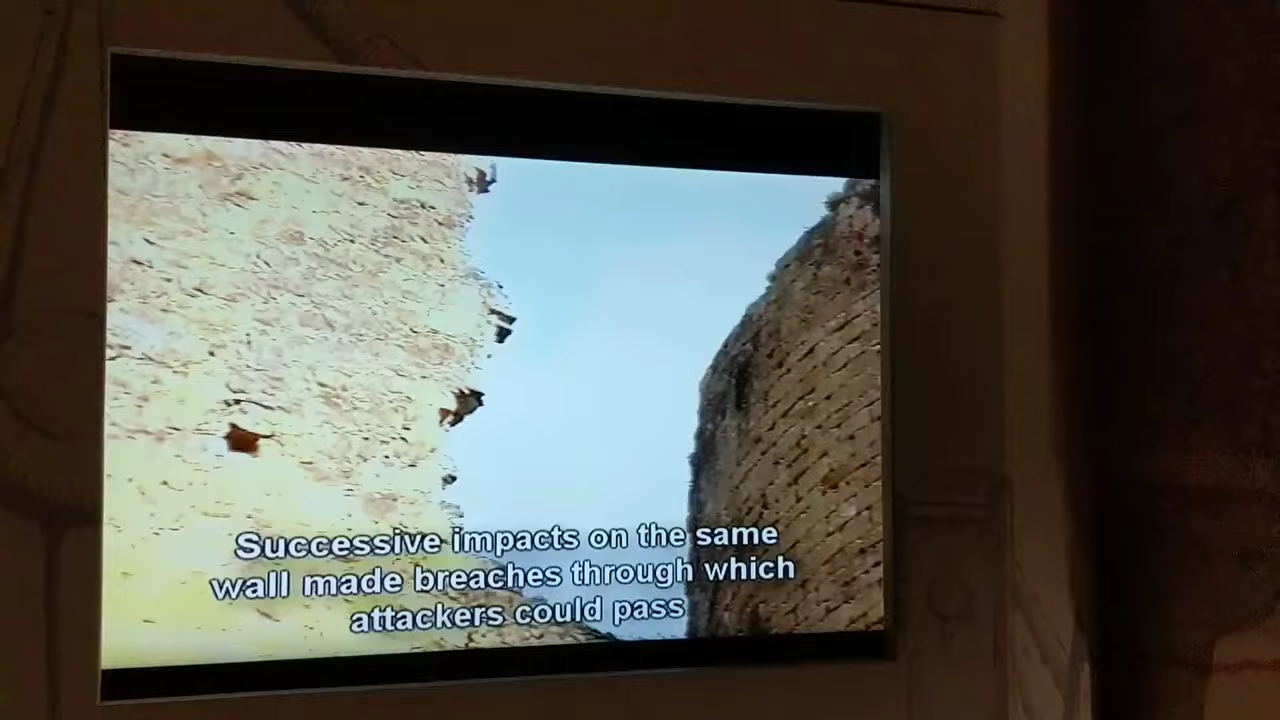 Successive impacts on the same
wall made breaches through which
attackers could pass